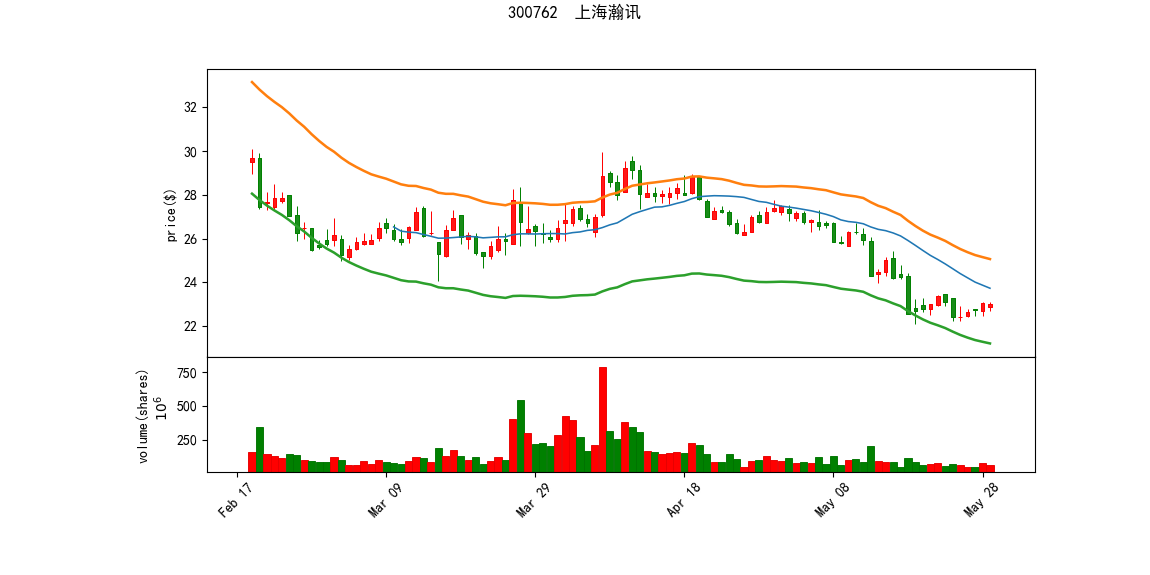 300762  上海瀚讯
price($)
32
30
28
26
24
22
volume(shares)
10^6
750
500
250
Feb 17
Mar 09
Mar 29
Apr 18
May 08
May 28